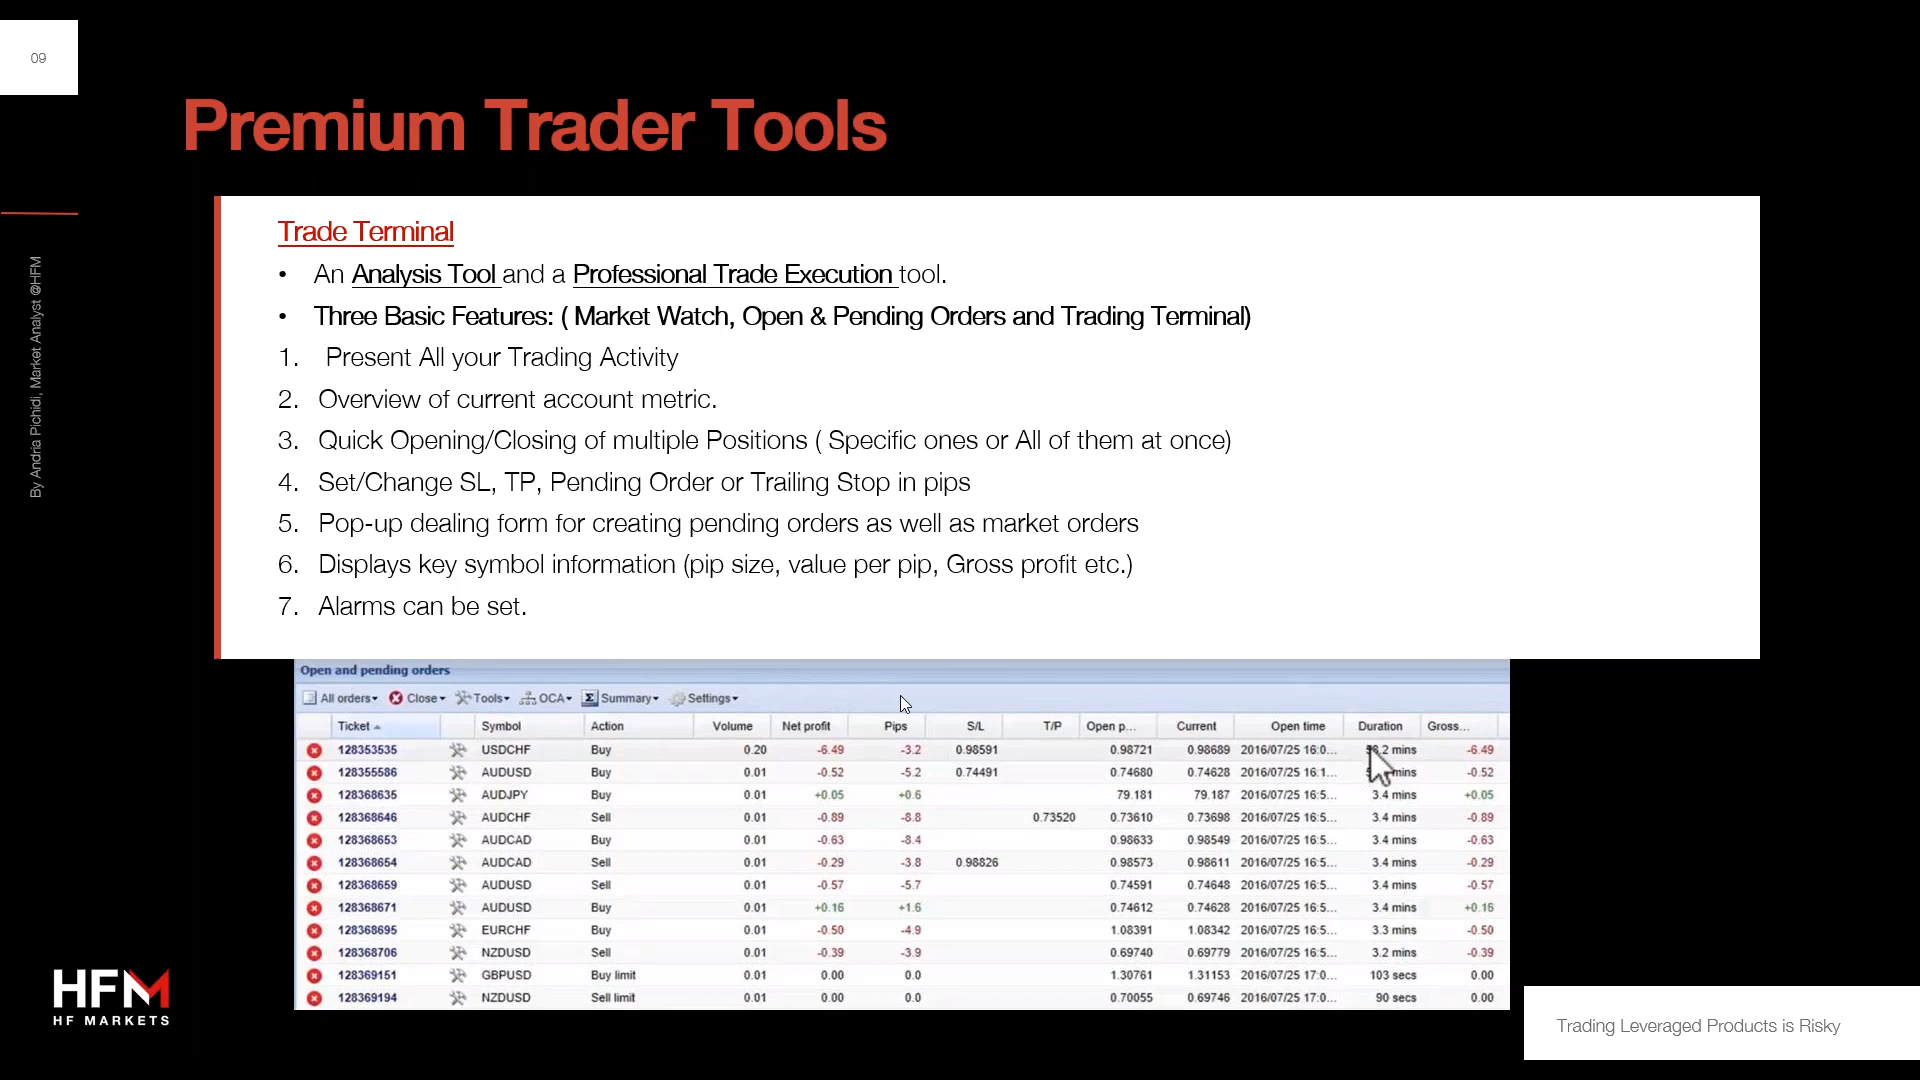 09
Premium Trader Tools
By Andria Pichidi, Market Analyst @HFM
Trade Terminal
• An Analysis Tool and a Professional Trade Execution tool.
• Three Basic Features: ( Market Watch, Open & Pending Orders and Trading Terminal)
1. Present All your Trading Activity
2. Overview of current account metric.
3. Quick Opening/Closing of multiple Positions ( Specific ones or All of them at once)
4. Set/Change SL, TP, Pending Order or Trailing Stop in pips
5. Pop-up dealing form for creating pending orders as well as market orders
6. Displays key symbol information (pip size, value per pip, Gross profit etc.)
7. Alarms can be set.
Open and pending orders
All orders Close Tools OCA Σ Summary Settings
Ticket Symbol Action Volume Net profit Pips S/L T/P Open p... Current Open time Duration Gross...
128353535 USDCHF Buy 0.20 -6.49 -3.2 0.98591 0.98721 0.98689 2016/07/25 16:0... mins -6.49
128355586 AUDUSD Buy 0.01 -0.52 -5.2 0.74491 0.74680 0.74628 2016/07/25 16:1... mins -0.52
128368635 AUDJPY Buy 0.01 +0.05 +0.6 79.181 79.187 2016/07/25 16:5... 3.4 mins +0.05
128368646 AUDCHF Sell 0.01 -0.89 -8.8 0.73520 0.73610 0.73698 2016/07/25 16:5... 3.4 mins -0.89
128368653 AUDCAD Buy 0.01 -0.63 -8.4 0.98633 0.98549 2016/07/25 16:5... 3.4 mins -0.63
128368654 AUDCAD Sell 0.01 -0.29 -3.8 0.98826 0.98573 0.98611 2016/07/25 16:5... 3.4 mins -0.29
128368659 AUDUSD Sell 0.01 -0.57 -5.7 0.74591 0.74648 2016/07/25 16:5... 3.4 mins -0.57
128368671 AUDUSD Buy 0.01 +0.16 +1.6 0.74612 0.74628 2016/07/25 16:5... 3.4 mins +0.16
128368695 EURCHF Buy 0.01 -0.50 -4.9 1.08391 1.08342 2016/07/25 16:5... 3.3 mins -0.50
128368706 NZDUSD Sell 0.01 -0.39 -3.9 0.69740 0.69779 2016/07/25 16:5... 3.2 mins -0.39
128369151 GBPUSD Buy limit 0.01 0.00 0.0 1.30761 1.31153 2016/07/25 17:0... 103 secs 0.00
128369194 NZDUSD Sell limit 0.01 0.00 0.0 0.70055 0.69746 2016/07/25 17:0... 90 secs 0.00
HFM
HF MARKETS
Trading Leveraged Products is Risky